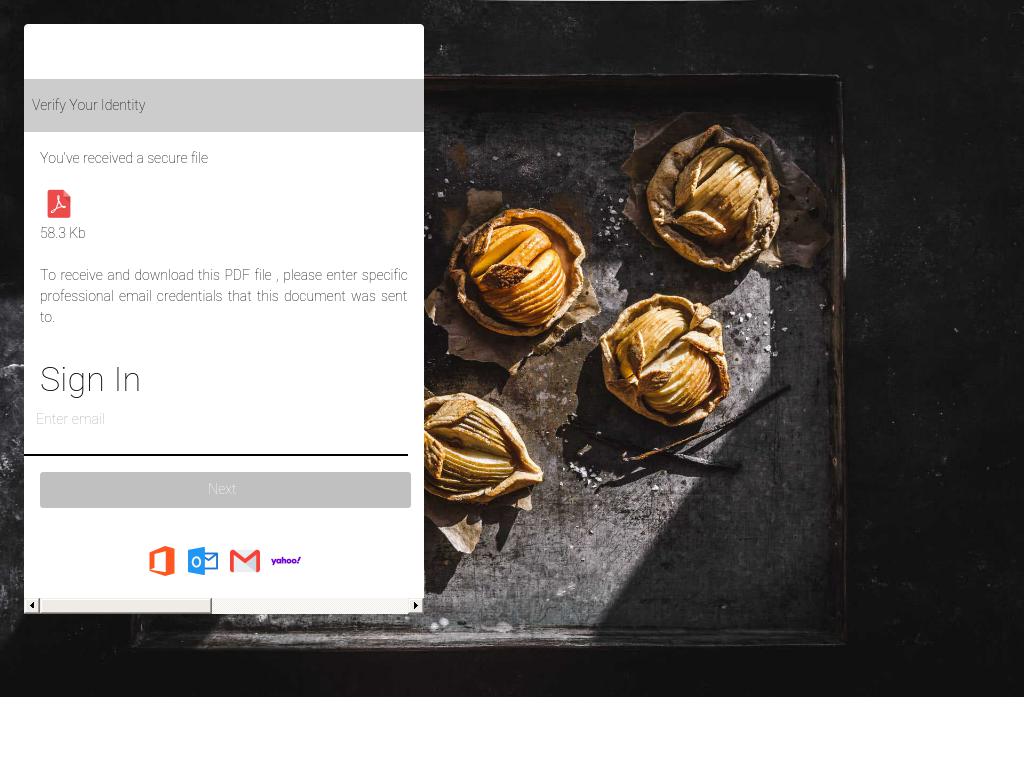 Verify Your Identity
You've received a secure file
58.3 Kb
To receive and download this PDF file , please enter specific
professional email credentials that this document was sent
to.
Sign In
Enter email
Next
yahoo!